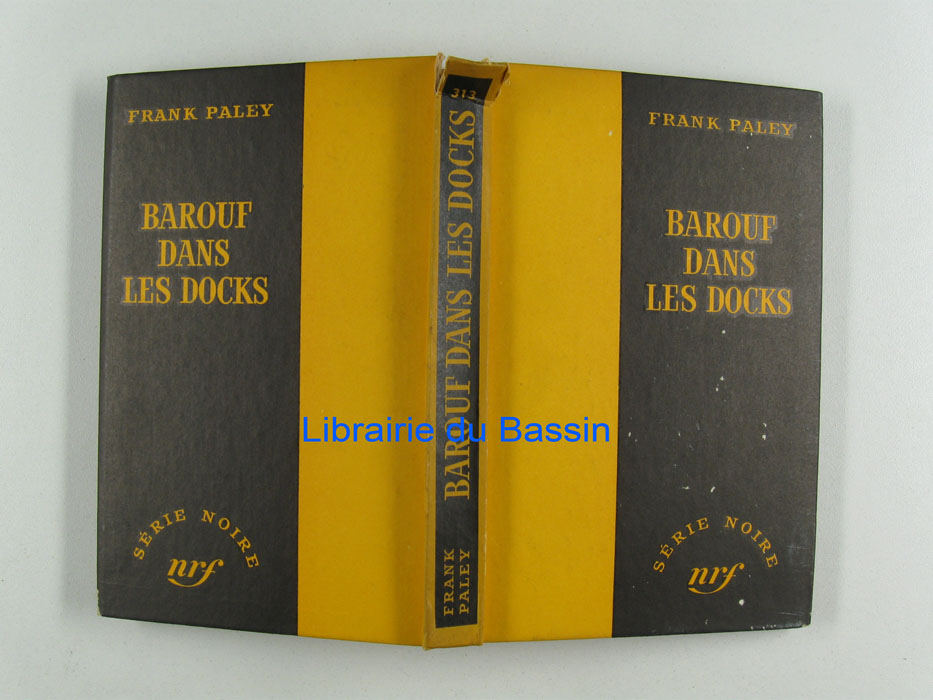 FRANK PALEY
BAROUF
DANS
LES DOCKS
SÉRIE NOIRE
nrf
313
BAROUF DANS LES DOCKS
FRANK
PALEY
FRANK PALEY
BAROUF
DANS
LES DOCKS
SÉRIE NOIRE
nrf
Librairie du Bassin